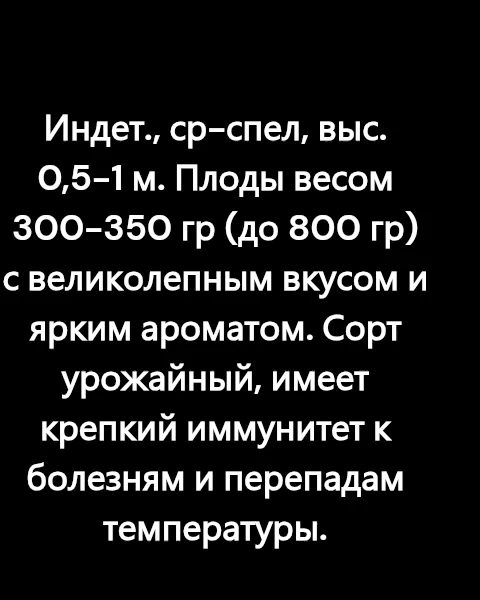 Индет., ср-спел, выс.
0,5-1 м. Плоды весом
300-350 гр (до 800 гр)
с великолепным вкусом и
ярким ароматом. Сорт
урожайный, имеет
крепкий иммунитет к
болезням и перепадам
температуры.